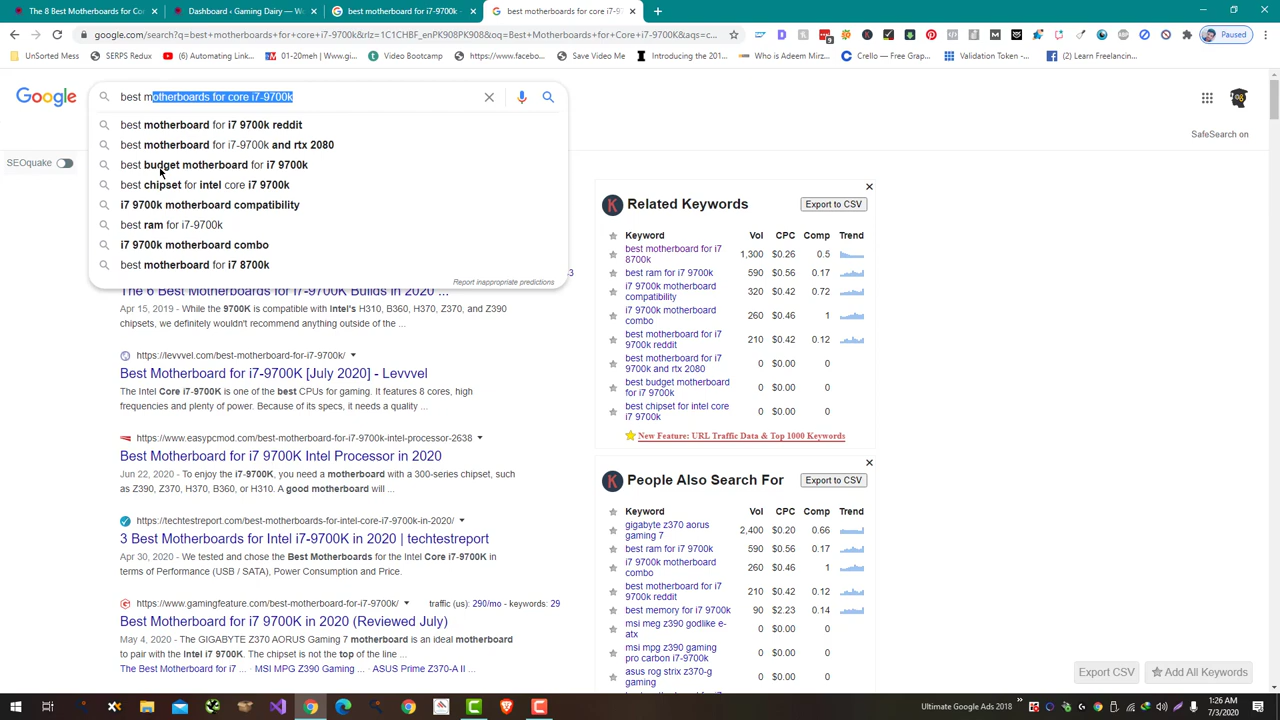 The 8 Best Motherboards for Co
Dashboard ‹ Gaming Dairy — W
best motherboards for i7-9700k -
best motherboards for core i7-97
google.com/search?q=best+motherboards+for+core+i7-9700k&rlz=1C1CHBF_enPK908PK908&oq=Best+Motherboards+for+Core+i7-9700K&aqs=c...
Paused
UnSorted Mess
SERPS Redux
(6) Automating Link...
01-20meh | Www.gi...
Video Bootcamp
https://www.facebo...
Save Video Me
Introducing the 201...
Who is Adeem Mirz...
Crello – Free Grap...
Validation Token -...
(2) Learn Freelancin...
Google
best motherboards for core i7-9700k
SafeSearch on
SEOquake
best motherboard for i7 9700k reddit
best motherboard for i7-9700k and rtx 2080
best budget motherboard for i7 9700k
best chipset for intel core i7 9700k
i7 9700k motherboard compatibility
best ram for i7-9700k
i7 9700k motherboard combo
best motherboard for i7 8700k
Report inappropriate predictions
The 6 Best Motherboards for i7-9700K Builds in 2020 ...
Apr 15, 2019 - While the 9700K is compatible with Intel's H310, B360, H370, Z370, and Z390
chipsets, we definitely wouldn't recommend anything outside of the ...
https://levvvel.com/best-motherboard-for-i7-9700k/
Best Motherboard for i7-9700K [July 2020] - Levvvel
The Intel Core i7-9700K is one of the best CPUs for gaming. It features 8 cores, high
frequencies and plenty of power. Because of its specs, it needs a quality ...
https://www.easypcmod.com/best-motherboard-for-i7-9700k-intel-processor-2638
Best Motherboard for i7-9700K Intel Processor in 2020
Jun 22, 2020 - To enjoy the i7-9700K, you need a motherboard with a 300-series chipset, such
as Z390, Z370, H370, B360, or H310. A good motherboard will ...
https://techtestreport.com/best-motherboards-for-intel-core-i7-9700k-in-2020/
3 Best Motherboards for Intel i7-9700K in 2020 | techtestreport
Apr 30, 2020 - We tested and chose the Best Motherboards for the Intel Core i7-9700K in
terms of Performance (USB / SATA), Power Consumption and Price.
https://www.gamingfeature.com/best-motherboard-for-i7-9700k/ traffic (us): 290/mo - keywords: 29
Best Motherboard for i7-9700K in 2020 (Reviewed July)
May 4, 2020 - The GIGABYTE Z370 AORUS Gaming 7 motherboard is an ideal motherboard
to pair with the Intel i7 9700K. The chipset is not the top of the line ...
The Best Motherboard for i7 ... · MSI MPG Z390 Gaming ... · ASUS Prime Z370-A II ...
Related Keywords
Export to CSV
Keyword Vol CPC Comp Trend
best motherboard for i7
8700k 1,300 $0.26 0.5
best ram for i7 9700k 590 $0.56 0.17
i7 9700k motherboard
compatibility 320 $0.42 0.72
i7 9700k motherboard
combo 260 $0.46 1
best motherboard for i7
9700k reddit 210 $0.42 0.12
best motherboard for i7
9700k and rtx 2080 0 $0.00 0
best budget motherboard
for i7 9700k 0 $0.00 0
best chipset for intel core
i7 9700k 0 $0.00 0
New Feature: URL Traffic Data & Top 1000 Keywords
People Also Search For
Export to CSV
Keyword Vol CPC Comp Trend
gigabyte z370 aorus
gaming 7 2,400 $0.20 0.66
best ram for i7 9700k 590 $0.56 0.17
i7 9700k motherboard
combo 260 $0.46 1
best motherboard for i7
9700k reddit 210 $0.42 0.12
best memory for i7 9700k 90 $2.23 0.14
msi meg z390 godlike e-
atx 0 $0.00 0
msi mpg z390 gaming
pro carbon i7-9700k 0 $0.00 0
asus rog strix z370-g
gaming 0 $0.00 0
Export CSV
Add All Keywords
Ultimate Google Ads 2018
1:26 AM
7/3/2020